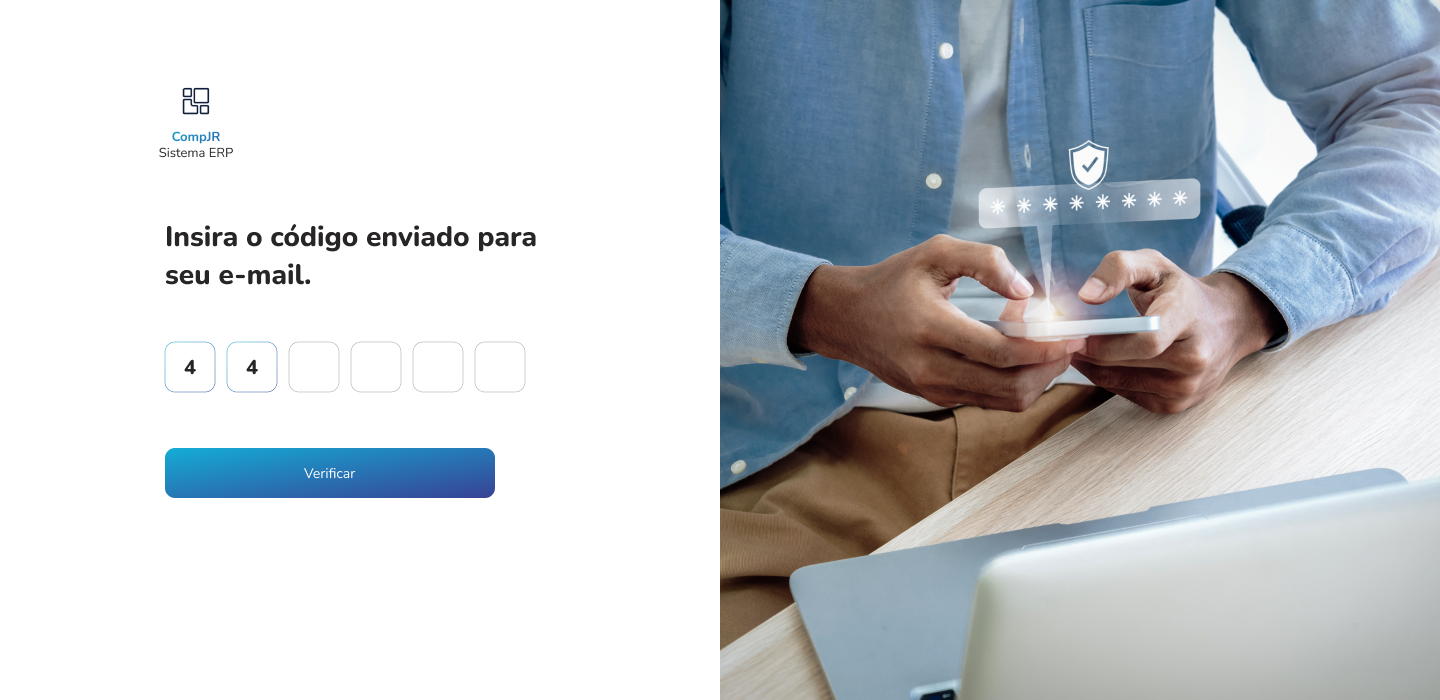 CompJR
Sistema ERP
Insira o código enviado para
seu e-mail.
4 4
Verificar
********